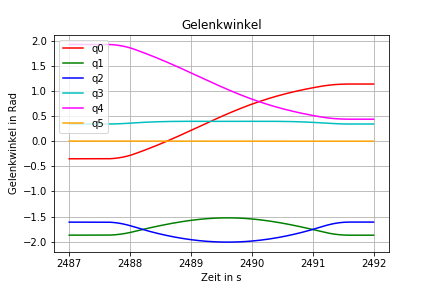 Gelenkwinkel
2.0
1.5
1.0
0.5
0.0
−0.5
−1.0
−1.5
−2.0
Gelenkwinkel in Rad
q0
q1
q2
q3
q4
q5
2487
2488
2489
2490
2491
2492
Zeit in s